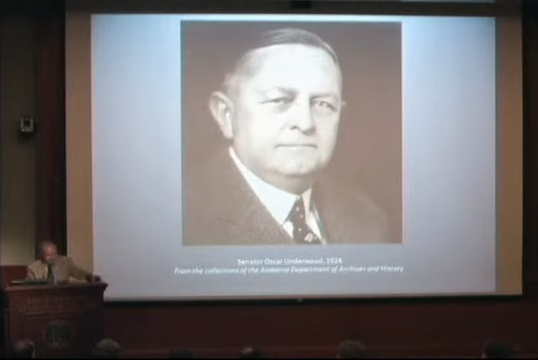 Senator Oscar Underwood, 1924
From the collections of the Alabama Department of Archives and History